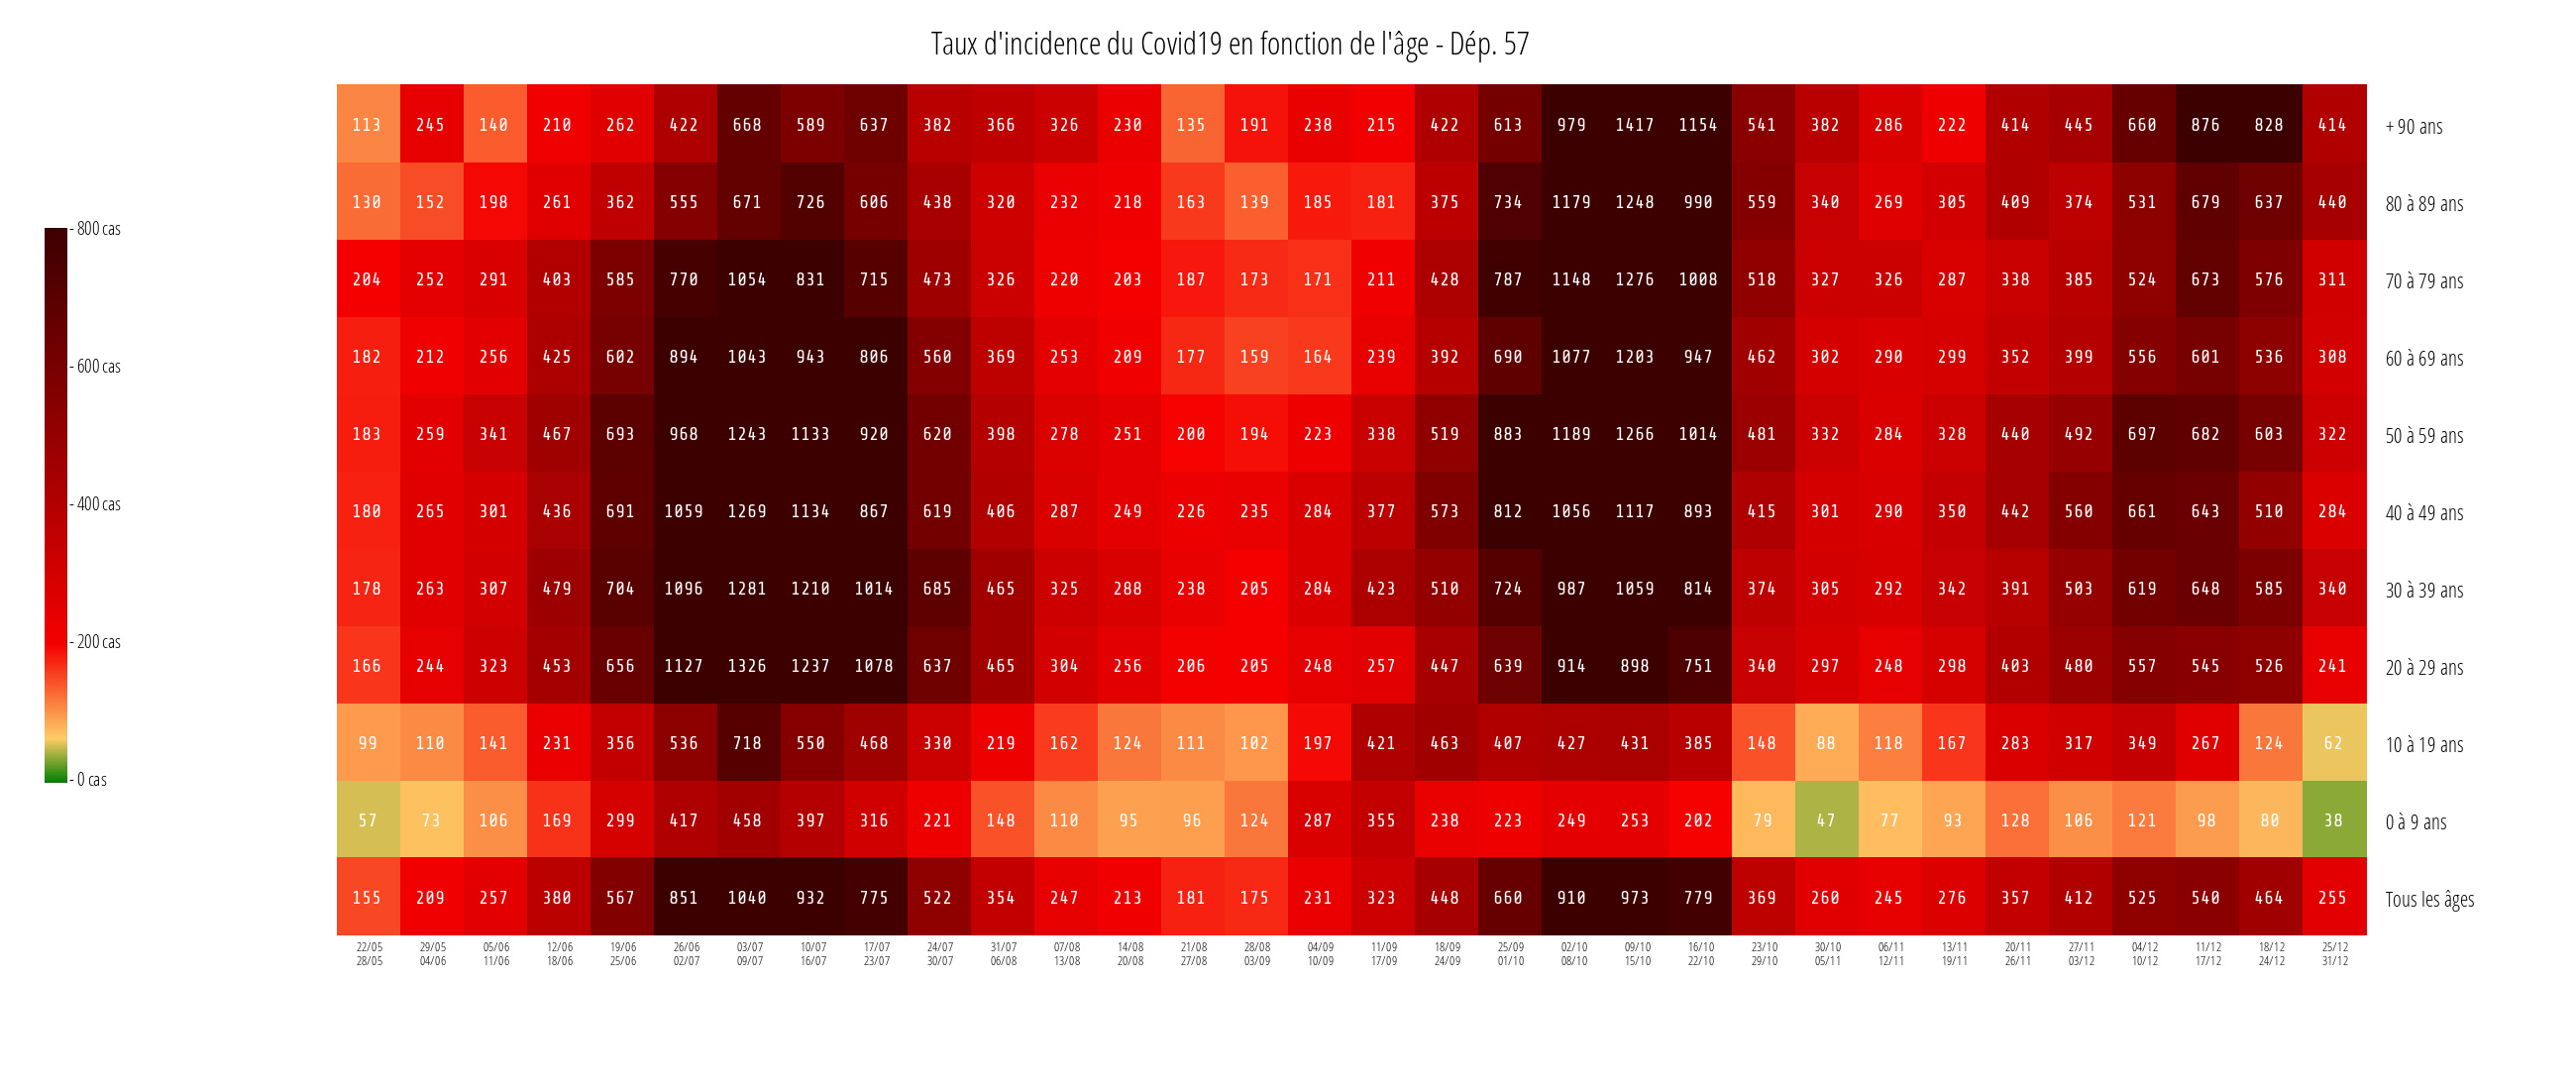 Taux d'incidence du Covid19 en fonction de l'âge - Dép. 57
113 245 140 210 262 422 668 589 637 382 366 326 230 135 191 238 215 422 613 979 1417 1154 541 382 286 222 414 445 660 876 828 414 + 90 ans
130 152 198 261 362 555 671 726 606 438 320 232 218 163 139 185 181 375 734 1179 1248 990 559 340 269 305 409 374 531 679 637 440 80 à 89 ans
204 252 291 403 585 770 1054 831 715 473 326 220 203 187 173 171 211 428 787 1148 1276 1008 518 327 326 287 338 385 524 673 576 311 70 à 79 ans
182 212 256 425 602 894 1043 943 806 560 369 253 209 177 159 164 239 392 690 1077 1203 947 462 302 290 299 352 399 556 601 536 308 60 à 69 ans
183 259 341 467 693 968 1243 1133 920 620 398 278 251 200 194 223 338 519 883 1189 1266 1014 481 332 284 328 440 492 697 682 603 322 50 à 59 ans
180 265 301 436 691 1059 1269 1134 867 619 406 287 249 226 235 284 377 573 812 1056 1117 893 415 301 290 350 442 560 661 643 510 284 40 à 49 ans
178 263 307 479 704 1096 1281 1210 1014 685 465 325 288 238 205 284 423 510 724 987 1059 814 374 305 292 342 391 503 619 648 585 340 30 à 39 ans
166 244 323 453 656 1127 1326 1237 1078 637 465 304 256 206 205 248 257 447 639 914 898 751 340 297 248 298 403 480 557 545 526 241 20 à 29 ans
99 110 141 231 356 536 718 550 468 330 219 162 124 111 102 197 421 463 407 427 431 385 148 88 118 167 283 317 349 267 124 62 10 à 19 ans
57 73 106 169 299 417 458 397 316 221 148 110 95 96 124 287 355 238 223 249 253 202 79 47 77 93 128 106 121 98 80 38 0 à 9 ans
155 209 257 380 567 851 1040 932 775 522 354 247 213 181 175 231 323 448 660 910 973 779 369 260 245 276 357 412 525 540 464 255 Tous les âges
22/05 29/05 05/06 12/06 19/06 26/06 03/07 10/07 17/07 24/07 31/07 07/08 14/08 21/08 28/08 04/09 11/09 18/09 25/09 02/10 09/10 16/10 23/10 30/10 06/11 13/11 20/11 27/11 04/12 11/12 18/12 25/12
28/05 04/06 11/06 18/06 25/06 02/07 09/07 16/07 23/07 30/07 06/08 13/08 20/08 27/08 03/09 10/09 17/09 24/09 01/10 08/10 15/10 22/10 29/10 05/11 12/11 19/11 26/11 03/12 10/12 17/12 24/12 31/12
- 800 cas
- 600 cas
- 400 cas
- 200 cas
- 0 cas